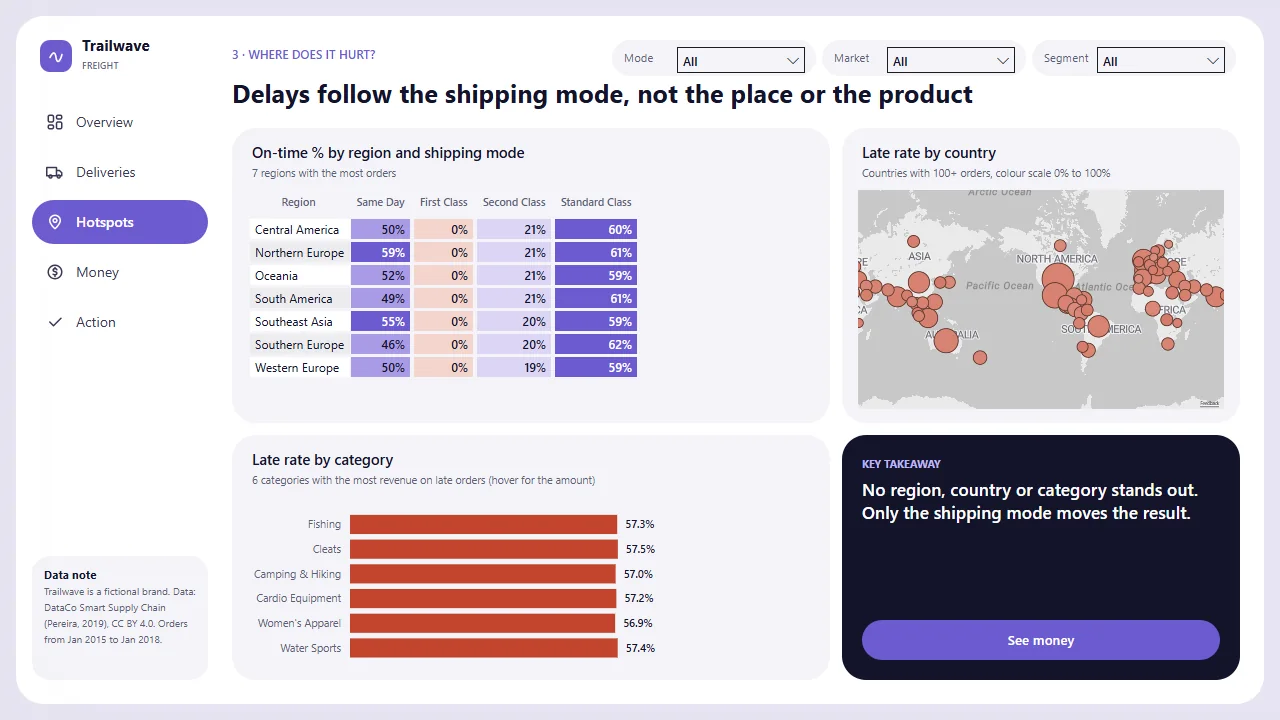 Trailwave
FREIGHT
Overview
Deliveries
Hotspots
Money
Action
Data note
Trailwave is a fictional brand. Data:
DataCo Smart Supply Chain
(Pereira, 2019), CC BY 4.0. Orders
from Jan 2015 to Jan 2018.
3 · WHERE DOES IT HURT?
Mode All
Market All
Segment All
Delays follow the shipping mode, not the place or the product
On-time % by region and shipping mode
7 regions with the most orders
Region Same Day First Class Second Class Standard Class
Central America 50% 0% 21% 60%
Northern Europe 59% 0% 21% 61%
Oceania 52% 0% 21% 59%
South America 49% 0% 21% 61%
Southeast Asia 55% 0% 20% 59%
Southern Europe 46% 0% 20% 62%
Western Europe 50% 0% 19% 59%
Late rate by country
Countries with 100+ orders, colour scale 0% to 100%
Arctic Ocean
ASIA
NORTH AMERICA
Pacific Ocean
Atlantic Oce
Feedback
Late rate by category
6 categories with the most revenue on late orders (hover for the amount)
Fishing 57.3%
Cleats 57.5%
Camping & Hiking 57.0%
Cardio Equipment 57.2%
Women's Apparel 56.9%
Water Sports 57.4%
KEY TAKEAWAY
No region, country or category stands out.
Only the shipping mode moves the result.
See money